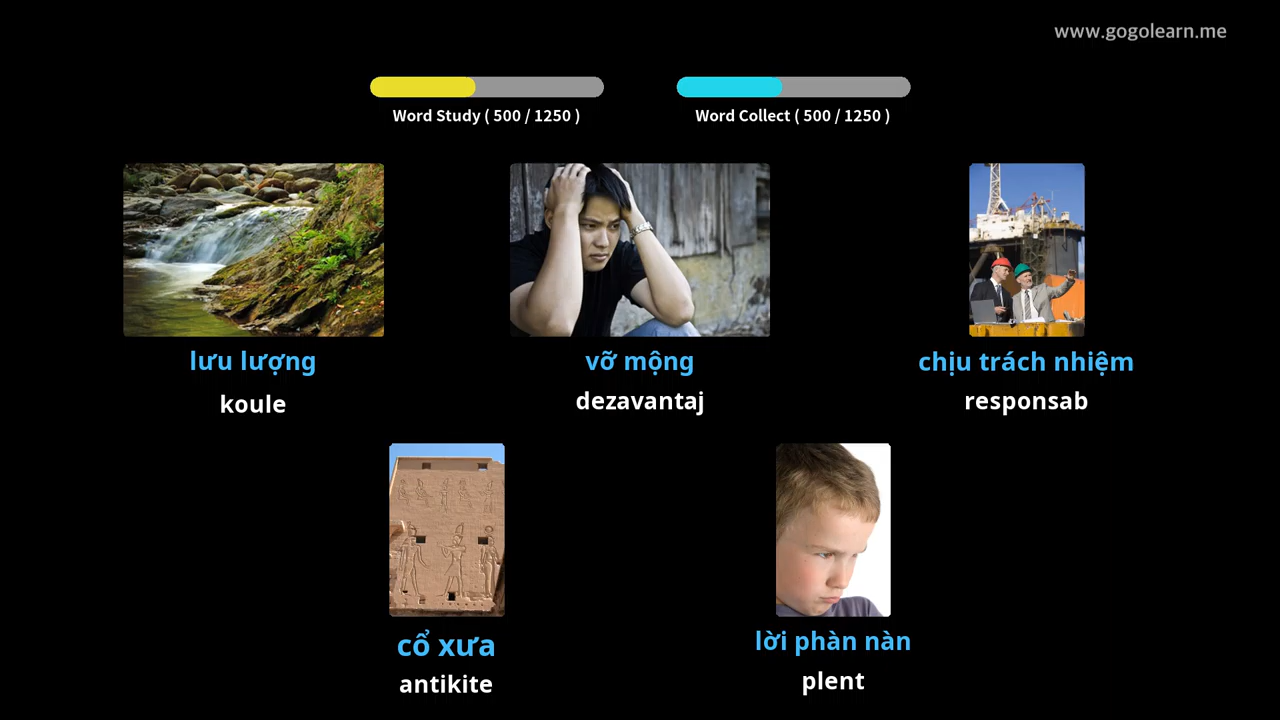 www.gogolearn.me
Word Study ( 500 / 1250 )
Word Collect ( 500 / 1250 )
lưu lượng
vỡ mộng
chịu trách nhiệm
koule
dezavantaj
responsab
cổ xưa
lời phàn nàn
antikite
plent